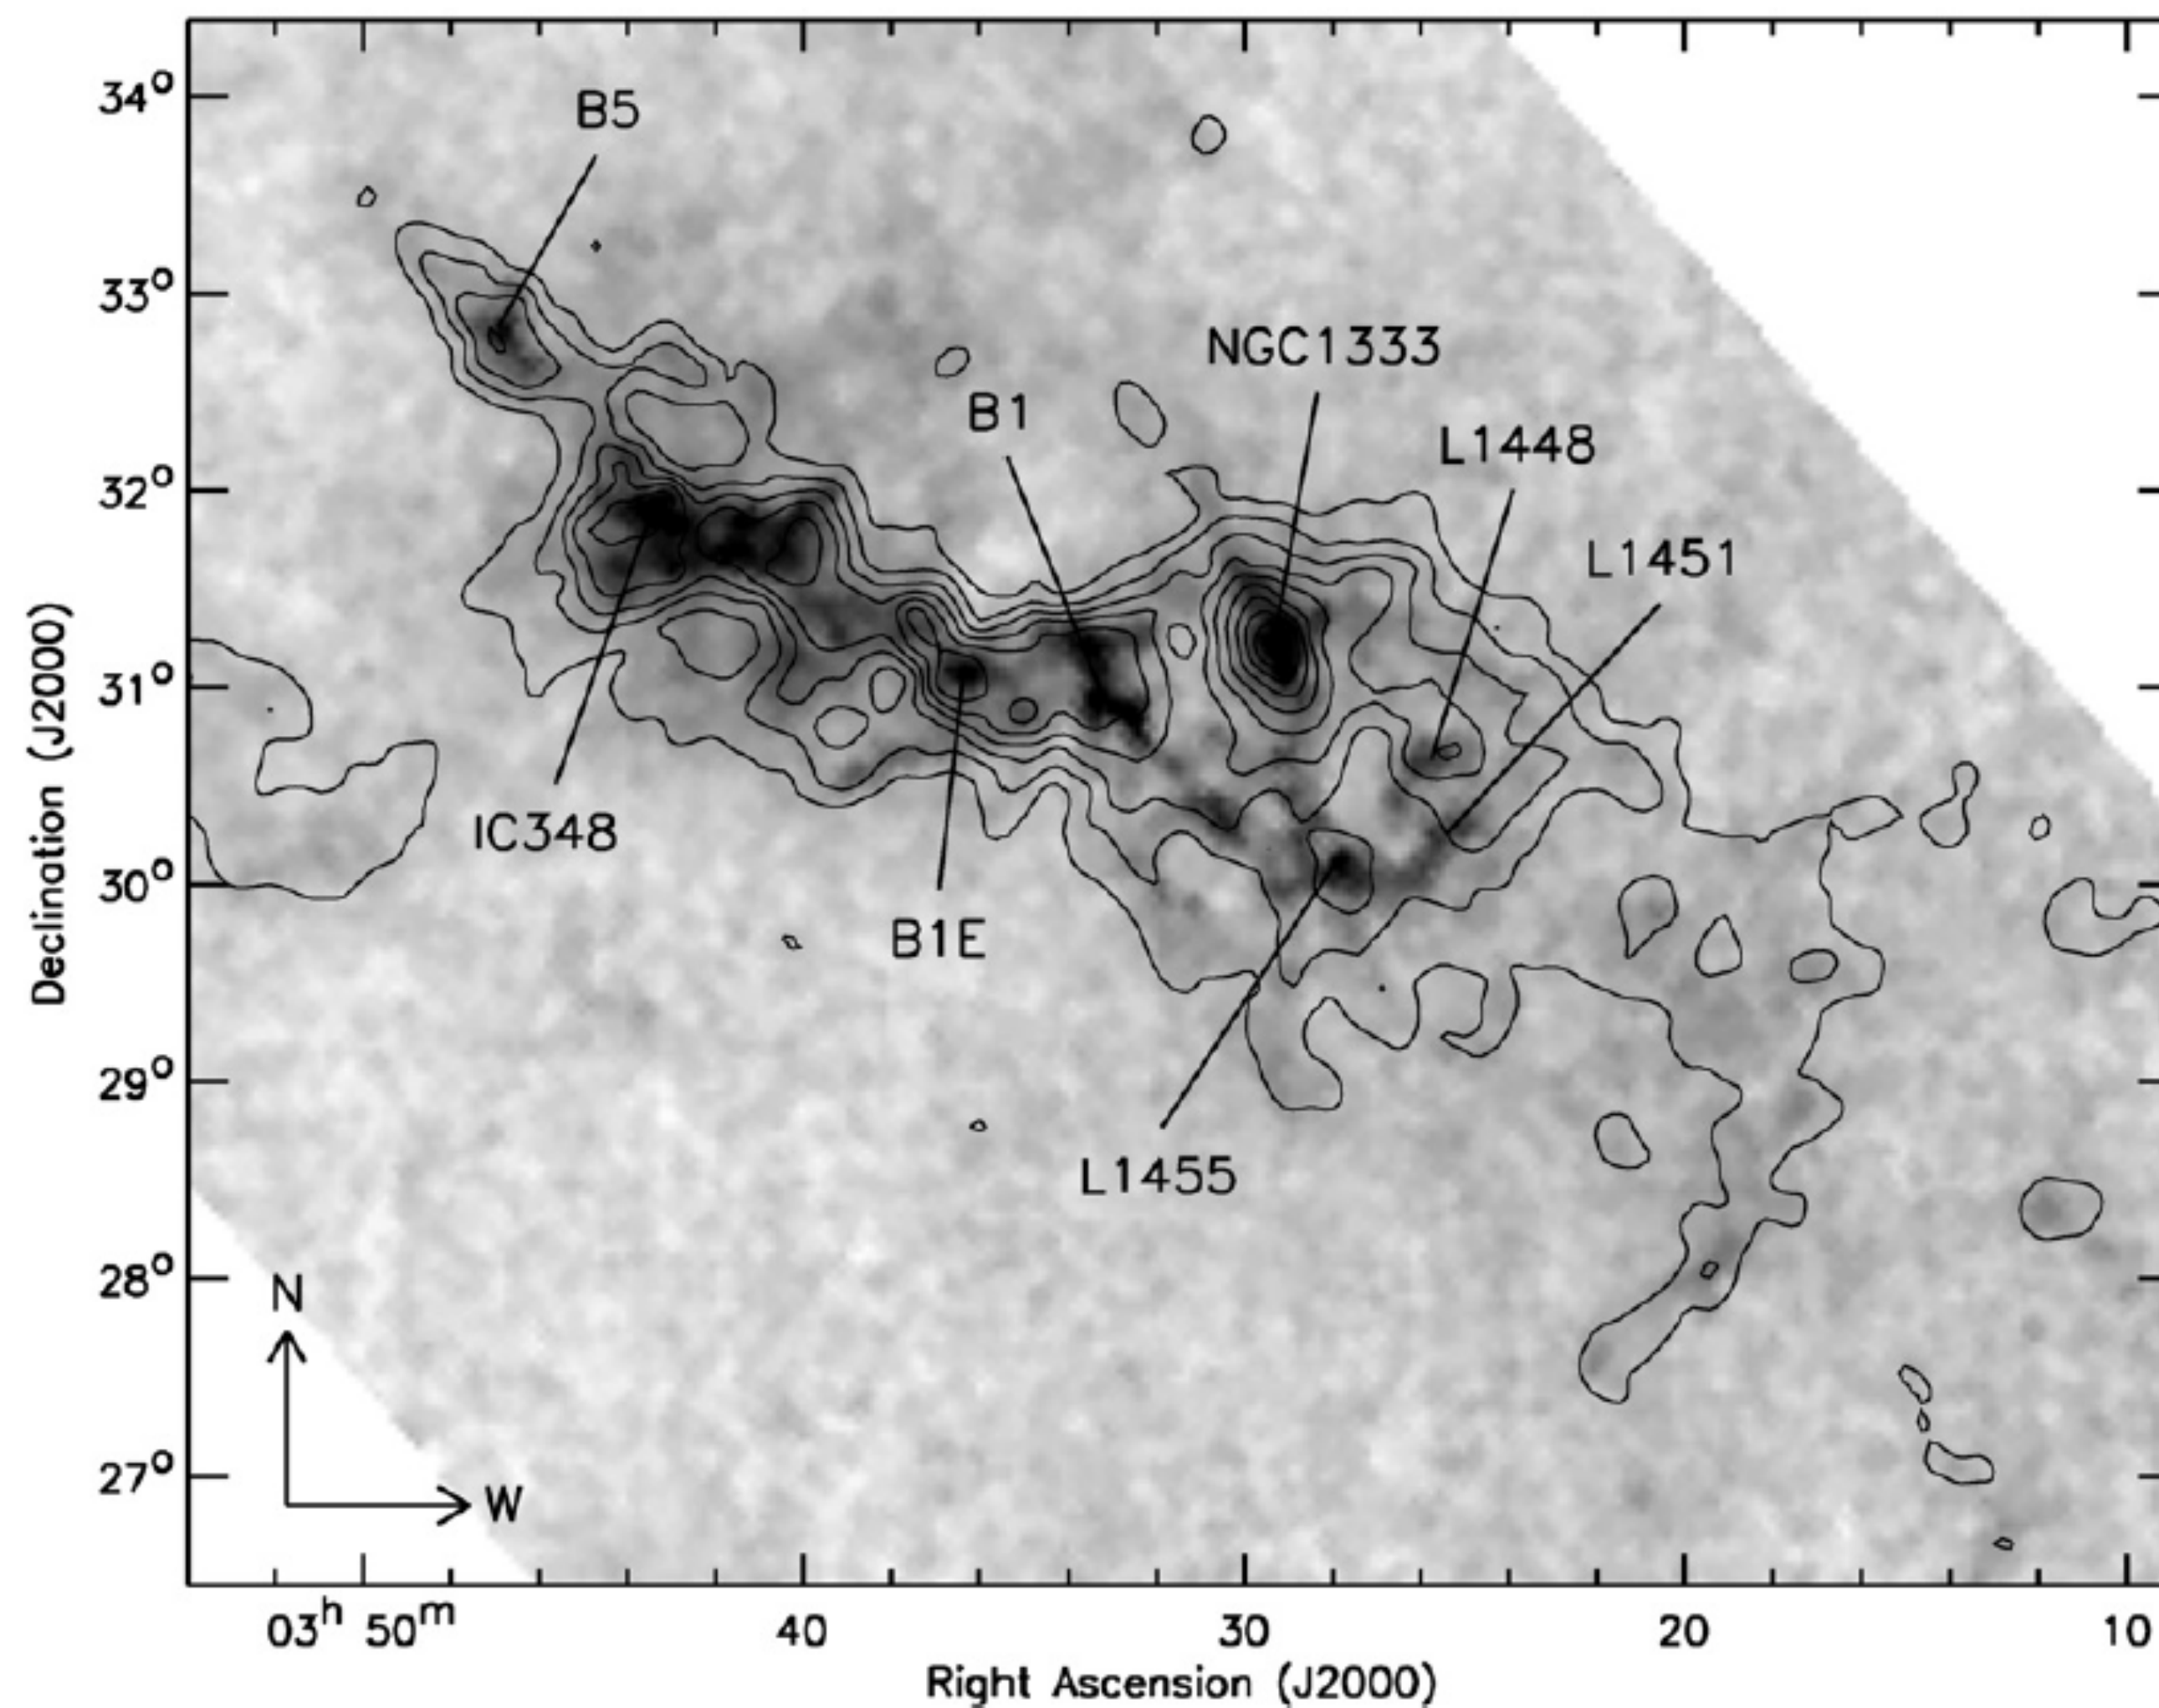 34°
B5
33°
NGC1333
B1
L1448
32°
L1451
31°
IC348
30°
B1E
29°
L1455
28°
N
27°
W
03h 50m 40 30 20 10
Right Ascension (J2000)
Declination (J2000)